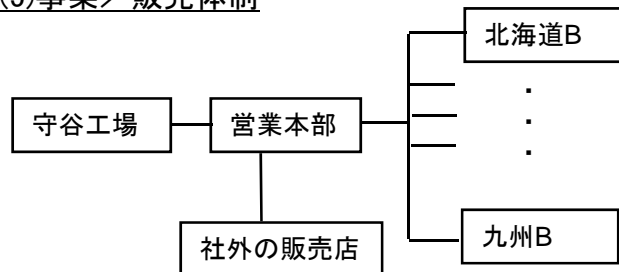 (3)事業／販売体制
北海道B
・
守谷工場
営業本部
・
・
社外の販売店
九州B